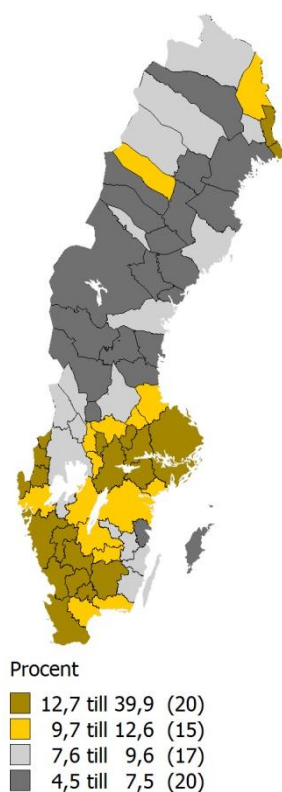 Procent
12,7 till 39,9 (20)
9,7 till 12,6 (15)
7,6 till 9,6 (17)
4,5 till 7,5 (20)